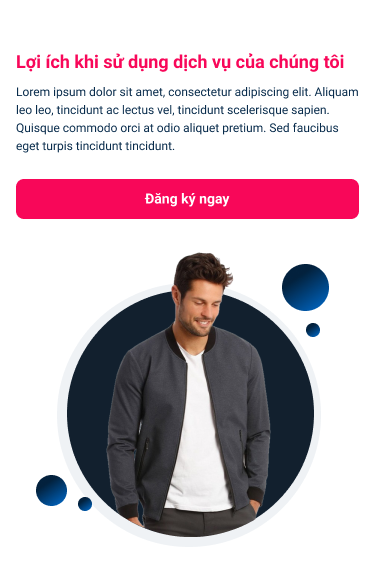 Lợi ích khi sử dụng dịch vụ của chúng tôi
Lorem ipsum dolor sit amet, consectetur adipiscing elit. Aliquam
leo leo, tincidunt ac lectus vel, tincidunt scelerisque sapien.
Quisque commodo orci at odio aliquet pretium. Sed faucibus
eget turpis tincidunt tincidunt.
Đăng ký ngay